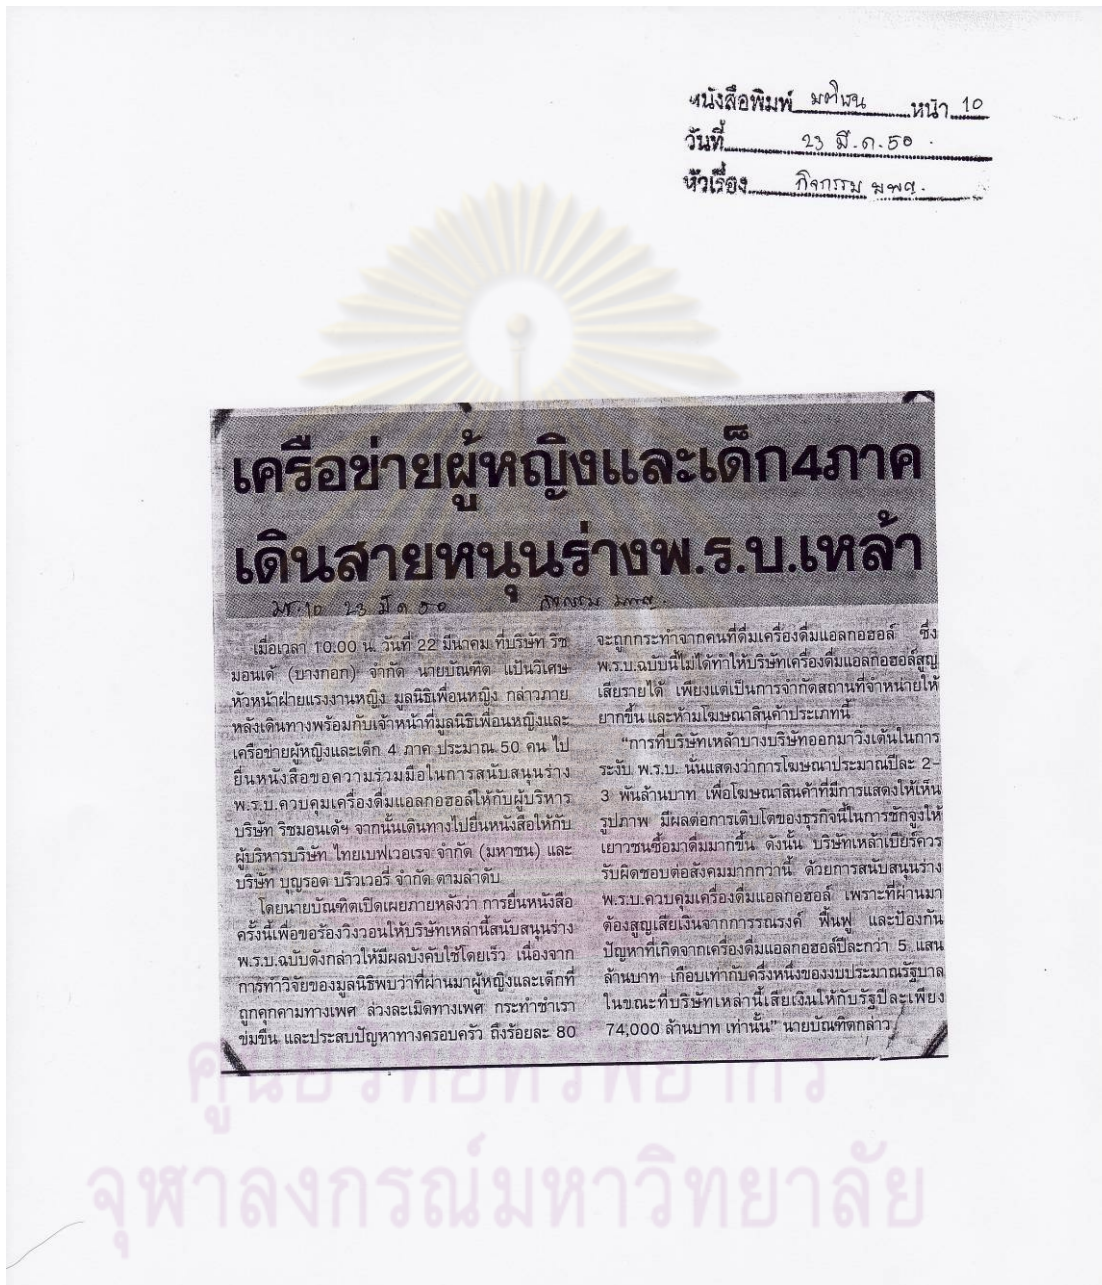 หนังสือพิมพ์ มติชน หน้า 10
วันที่ 23 มี.ค. 50.
หัวเรื่อง กิจกรรม มพญ.
เครือข่ายผู้หญิงและเด็ก4ภาค
เดินสายหนุนร่างพ.ร.บ.เหล้า
มช.10 23 มี ค 50 กิจกรรม มพญ.
เมื่อเวลา 10.00 น. วันที่ 22 มีนาคม ที่บริษัท ริช
มอนเด้ (บางกอก) จำกัด นายบัณฑิต แป้นวิเศษ
หัวหน้าฝ่ายแรงงานหญิง มูลนิธิเพื่อนหญิง กล่าวภาย
หลังเดินทางพร้อมกับเจ้าหน้าที่มูลนิธิเพื่อนหญิงและ
เครือข่ายผู้หญิงและเด็ก 4 ภาค ประมาณ 50 คน ไป
ยื่นหนังสือขอความร่วมมือในการสนับสนุนร่าง
พ.ร.บ.ควบคุมเครื่องดื่มแอลกอฮอล์ให้กับผู้บริหาร
บริษัท ริชมอนเด้ฯ จากนั้นเดินทางไปยื่นหนังสือให้กับ
ผู้บริหารบริษัท ไทยเบฟเวอเรจ จำกัด (มหาชน) และ
บริษัท บุญรอด บริวเวอรี่ จำกัด ตามลำดับ
โดยนายบัณฑิตเปิดเผยภายหลังว่า การยื่นหนังสือ
ครั้งนี้เพื่อขอร้องวิงวอนให้บริษัทเหล่านี้สนับสนุนร่าง
พ.ร.บ.ฉบับดังกล่าวให้มีผลบังคับใช้โดยเร็ว เนื่องจาก
การทำวิจัยของมูลนิธิพบว่าที่ผ่านมาผู้หญิงและเด็กที่
ถูกคุกคามทางเพศ ล่วงละเมิดทางเพศ กระทำชำเรา
ข่มขืน และประสบปัญหาทางครอบครัว ถึงร้อยละ 80
จะถูกกระทำจากคนที่ดื่มเครื่องดื่มแอลกอฮอล์ ซึ่ง
พ.ร.บ.ฉบับนี้ไม่ได้ทำให้บริษัทเครื่องดื่มแอลกอฮอล์สูญ
เสียรายได้ เพียงแต่เป็นการจำกัดสถานที่จำหน่ายให้
ยากขึ้น และห้ามโฆษณาสินค้าประเภทนี้
"การที่บริษัทเหล้าบางบริษัทออกมาวิ่งเต้นในการ
ระงับ พ.ร.บ. นั่นแสดงว่าการโฆษณาประมาณปีละ 2-
3 พันล้านบาท เพื่อโฆษณาสินค้าที่มีการแสดงให้เห็น
รูปภาพ มีผลต่อการเติบโตของธุรกิจนี้ในการชักจูงให้
เยาวชนซื้อมาดื่มมากขึ้น ดังนั้น บริษัทเหล้าเบียร์ควร
รับผิดชอบต่อสังคมมากกว่านี้ ด้วยการสนับสนุนร่าง
พ.ร.บ.ควบคุมเครื่องดื่มแอลกอฮอล์ เพราะที่ผ่านมา
ต้องสูญเสียเงินจากการรณรงค์ ฟื้นฟู และป้องกัน
ปัญหาที่เกิดจากเครื่องดื่มแอลกอฮอล์ปีละกว่า 5 แสน
ล้านบาท เกือบเท่ากับครึ่งหนึ่งของงบประมาณรัฐบาล
ในขณะที่บริษัทเหล่านี้เสียเงินให้กับรัฐปีละเพียง
74,000 ล้านบาท เท่านั้น" นายบัณฑิตกล่าว
ศูนย์วิทยทรัพยากร
จุฬาลงกรณ์มหาวิทยาลัย